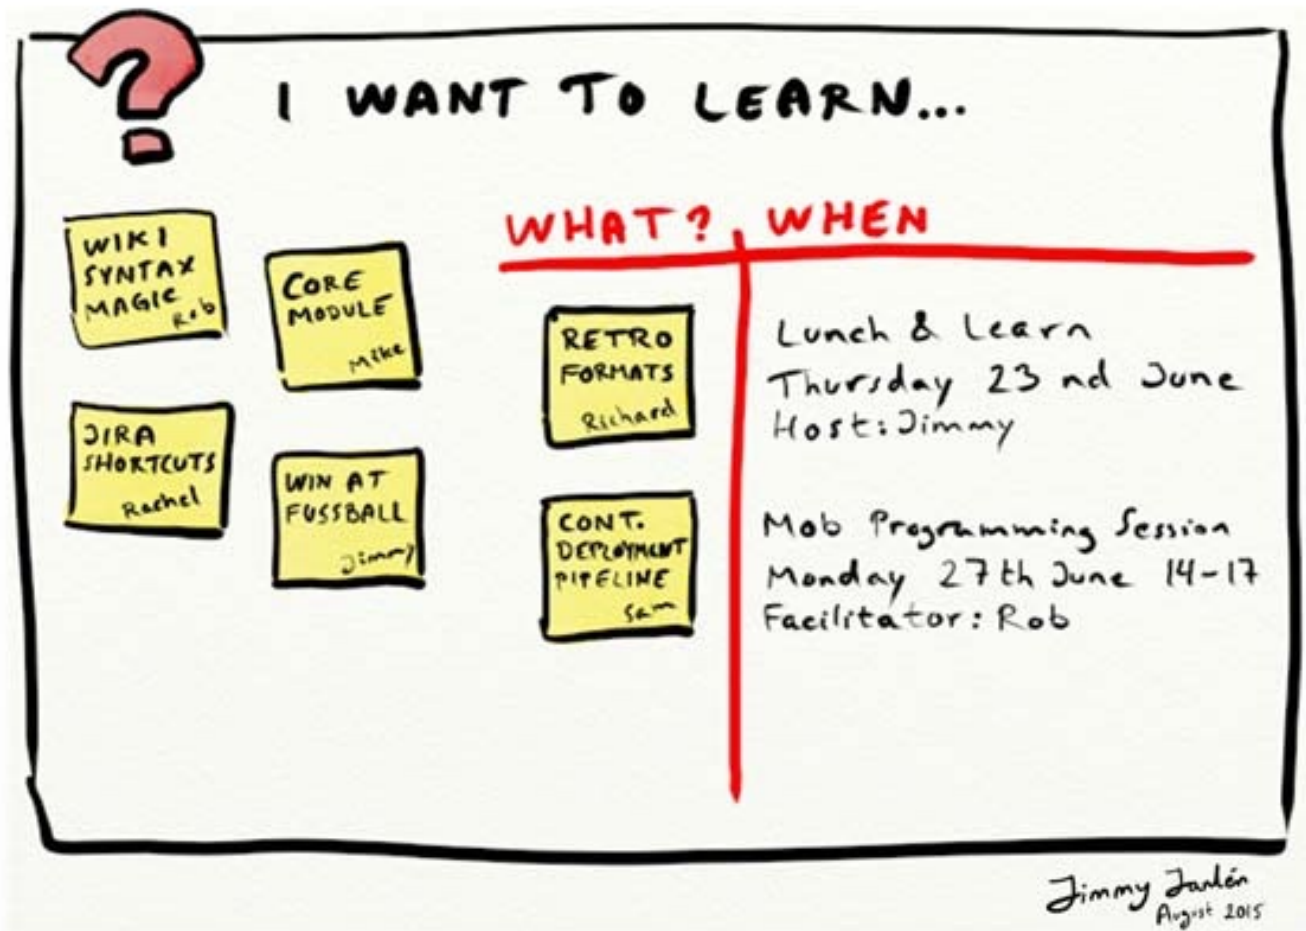 ?
I WANT TO LEARN...
WIKI
SYNTAX
MAGIC
Rob
CORE
MODULE
Mike
JIRA
SHORTCUTS
Rachel
WIN AT
FUSSBALL
Jimmy
WHAT? WHEN
RETRO
FORMATS
Richard
Lunch & Learn
Thursday 23 nd June
Host: Jimmy
CONT.
DEPLOYMENT
PIPELINE
Sam
Mob Programming Session
Monday 27th June 14-17
Facilitator: Rob
Jimmy Janlén
August 2015